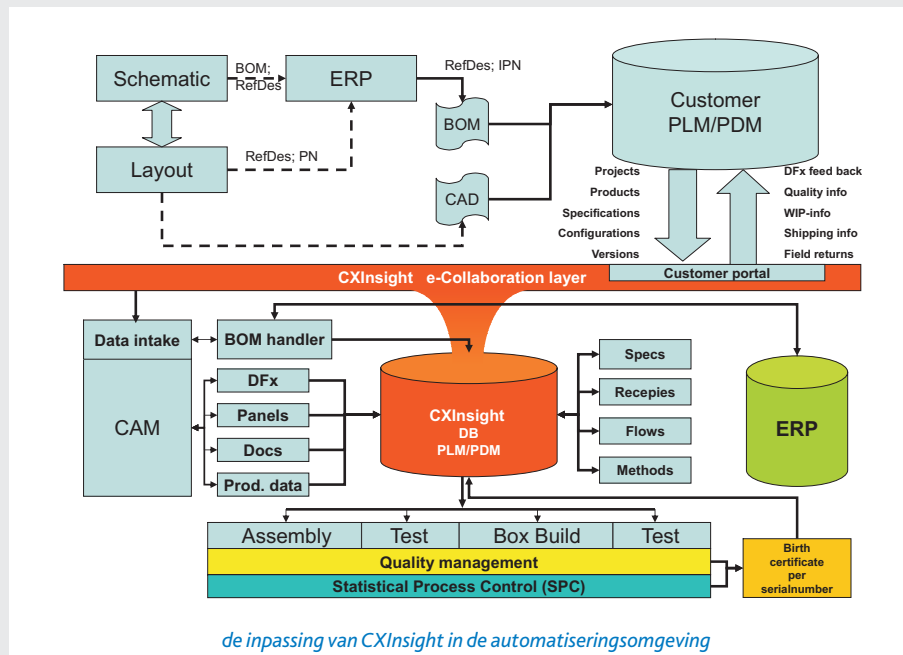 Schematic
BOM;
RefDes
ERP
RefDes; IPN
BOM
Customer
PLM/PDM
Layout
RefDes; PN
CAD
Projects
Products
Specifications
Configurations
Versions
DFx feed back
Quality info
WIP-info
Shipping info
Field returns
CXInsight e-Collaboration layer
Customer portal
Data intake
BOM handler
CAM
DFx
Panels
Docs
Prod. data
CXInsight
DB
PLM/PDM
Specs
Recepies
Flows
Methods
ERP
Assembly
Test
Box Build
Test
Quality management
Statistical Process Control (SPC)
Birth
certificate
per
serialnumber
de inpassing van CXInsight in de automatiseringsomgeving